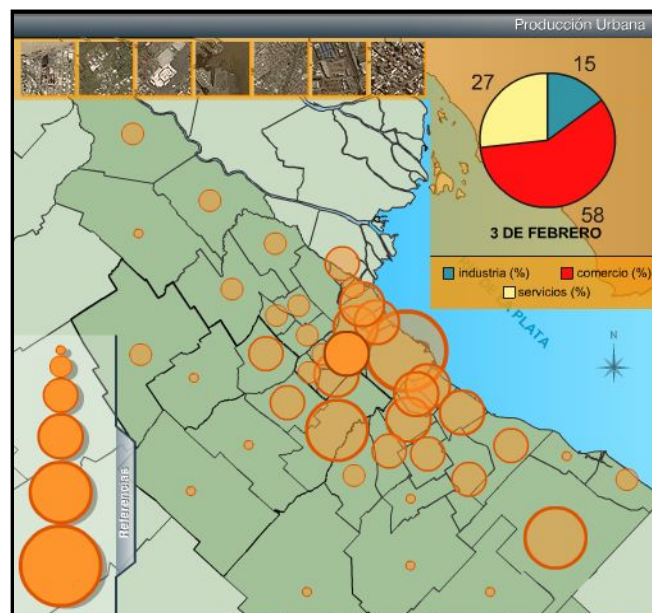 Producción Urbana
27
15
58
3 DE FEBRERO
industria (%) comercio (%)
servicios (%)
PLATA
N
Referencias